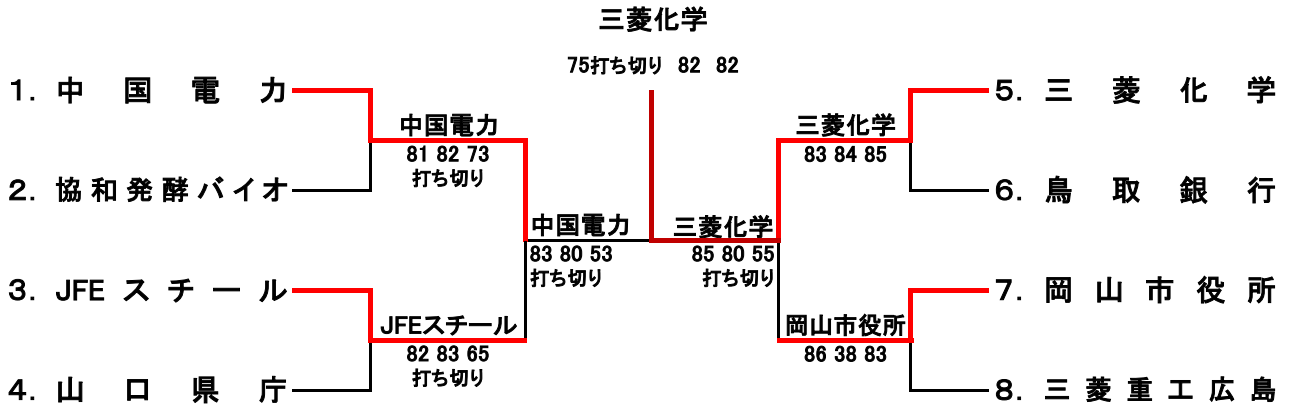 三菱化学
75打ち切り 82 82
1. 中国電力
5. 三菱化学
中国電力
三菱化学
81 82 73
83 84 85
打ち切り
2. 協和発酵バイオ
6. 鳥取銀行
中国電力
三菱化学
83 80 53
85 80 55
打ち切り
打ち切り
3. JFEスチール
7. 岡山市役所
JFEスチール
岡山市役所
82 83 65
86 38 83
打ち切り
4. 山口県庁
8. 三菱重工広島